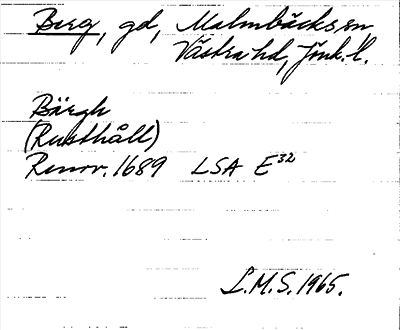 Berg, gd, Malmbäcks sn
Västra hd, Jönk. l.
Bärgh
(Rusthåll)
Renov. 1689 LSA E32
L.M.S. 1965.